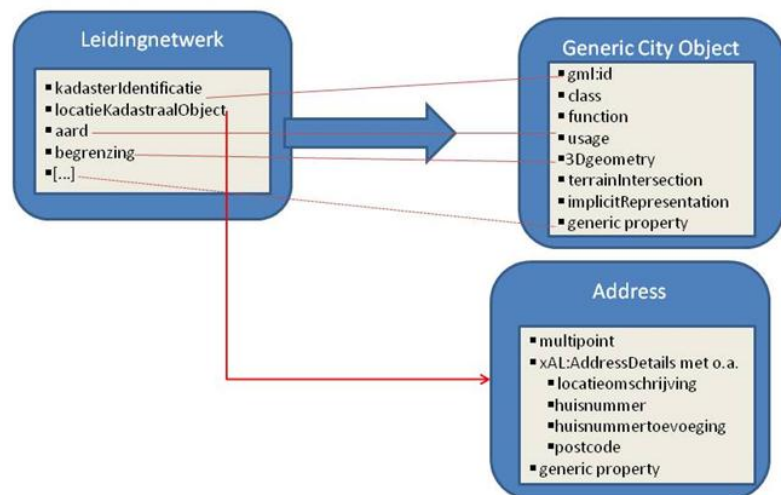 Leidingnetwerk
kadasterIdentificatie
locatieKadastraalObject
aard
begrenzing
[...]
Generic City Object
gml:id
class
function
usage
3Dgeometry
terrainIntersection
implicitRepresentation
generic property
Address
multipoint
xAL:AddressDetails met o.a.
locatieomschrijving
huisnummer
huisnummertoevoeging
postcode
generic property